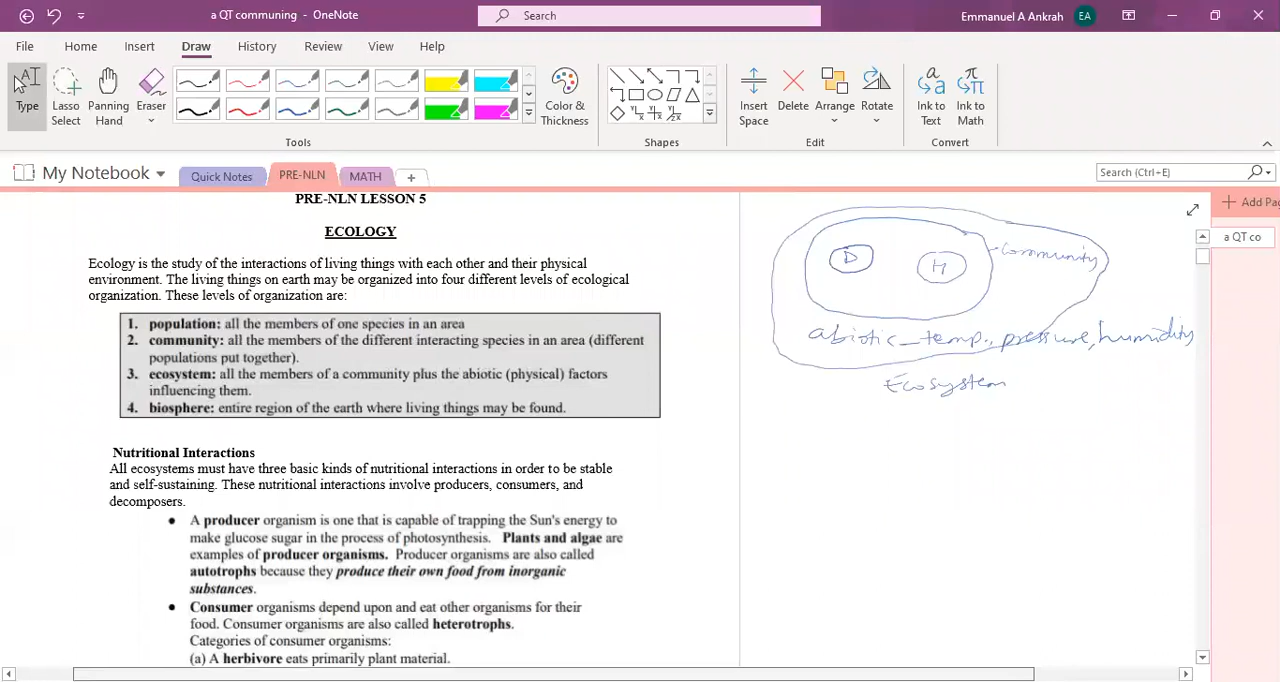 a QT communing - OneNote
Search
Emmanuel A Ankrah
EA
File Home Insert Draw History Review View Help
Type
Lasso Select
Panning Hand
Eraser
Color & Thickness
Insert Space
Delete
Arrange
Rotate
Ink to Text
Ink to Math
Tools
Shapes
Edit
Convert
My Notebook
Quick Notes
PRE-NLN
MATH
Search (Ctrl+E)
Add Pag
a QT co
PRE-NLN LESSON 5
ECOLOGY
Ecology is the study of the interactions of living things with each other and their physical
environment. The living things on earth may be organized into four different levels of ecological
organization. These levels of organization are:
1. population: all the members of one species in an area
2. community: all the members of the different interacting species in an area (different
populations put together).
3. ecosystem: all the members of a community plus the abiotic (physical) factors
influencing them.
4. biosphere: entire region of the earth where living things may be found.
Nutritional Interactions
All ecosystems must have three basic kinds of nutritional interactions in order to be stable
and self-sustaining. These nutritional interactions involve producers, consumers, and
decomposers.
• A producer organism is one that is capable of trapping the Sun's energy to
make glucose sugar in the process of photosynthesis. Plants and algae are
examples of producer organisms. Producer organisms are also called
autotrophs because they produce their own food from inorganic
substances.
• Consumer organisms depend upon and eat other organisms for their
food. Consumer organisms are also called heterotrophs.
Categories of consumer organisms:
(a) A herbivore eats primarily plant material.
D
H
community
abiotic - temp., pressure, humidity
Ecosystem